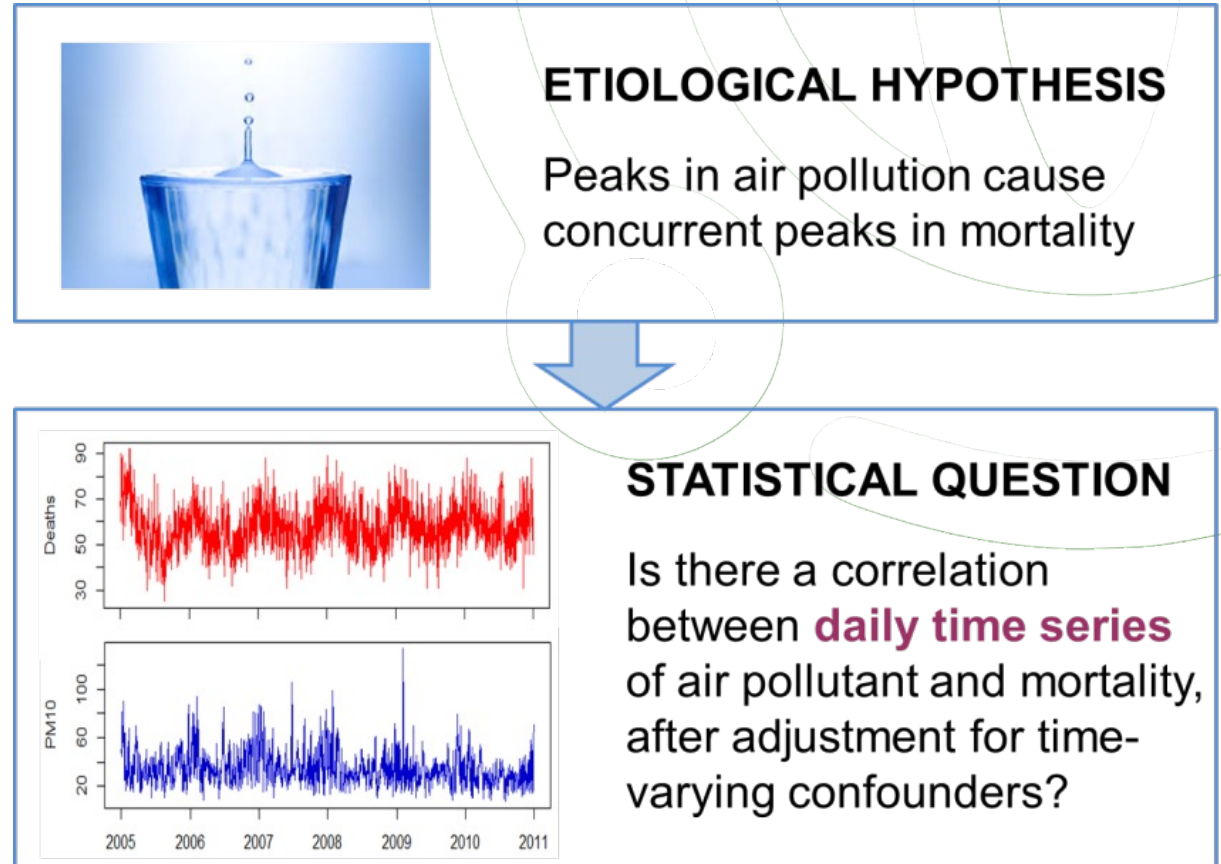 ETIOLOGICAL HYPOTHESIS
Peaks in air pollution cause
concurrent peaks in mortality
Deaths
90
70
50
30
PM10
100
60
20
2005 2006 2007 2008 2009 2010 2011
STATISTICAL QUESTION
Is there a correlation
between daily time series
of air pollutant and mortality,
after adjustment for time-
varying confounders?